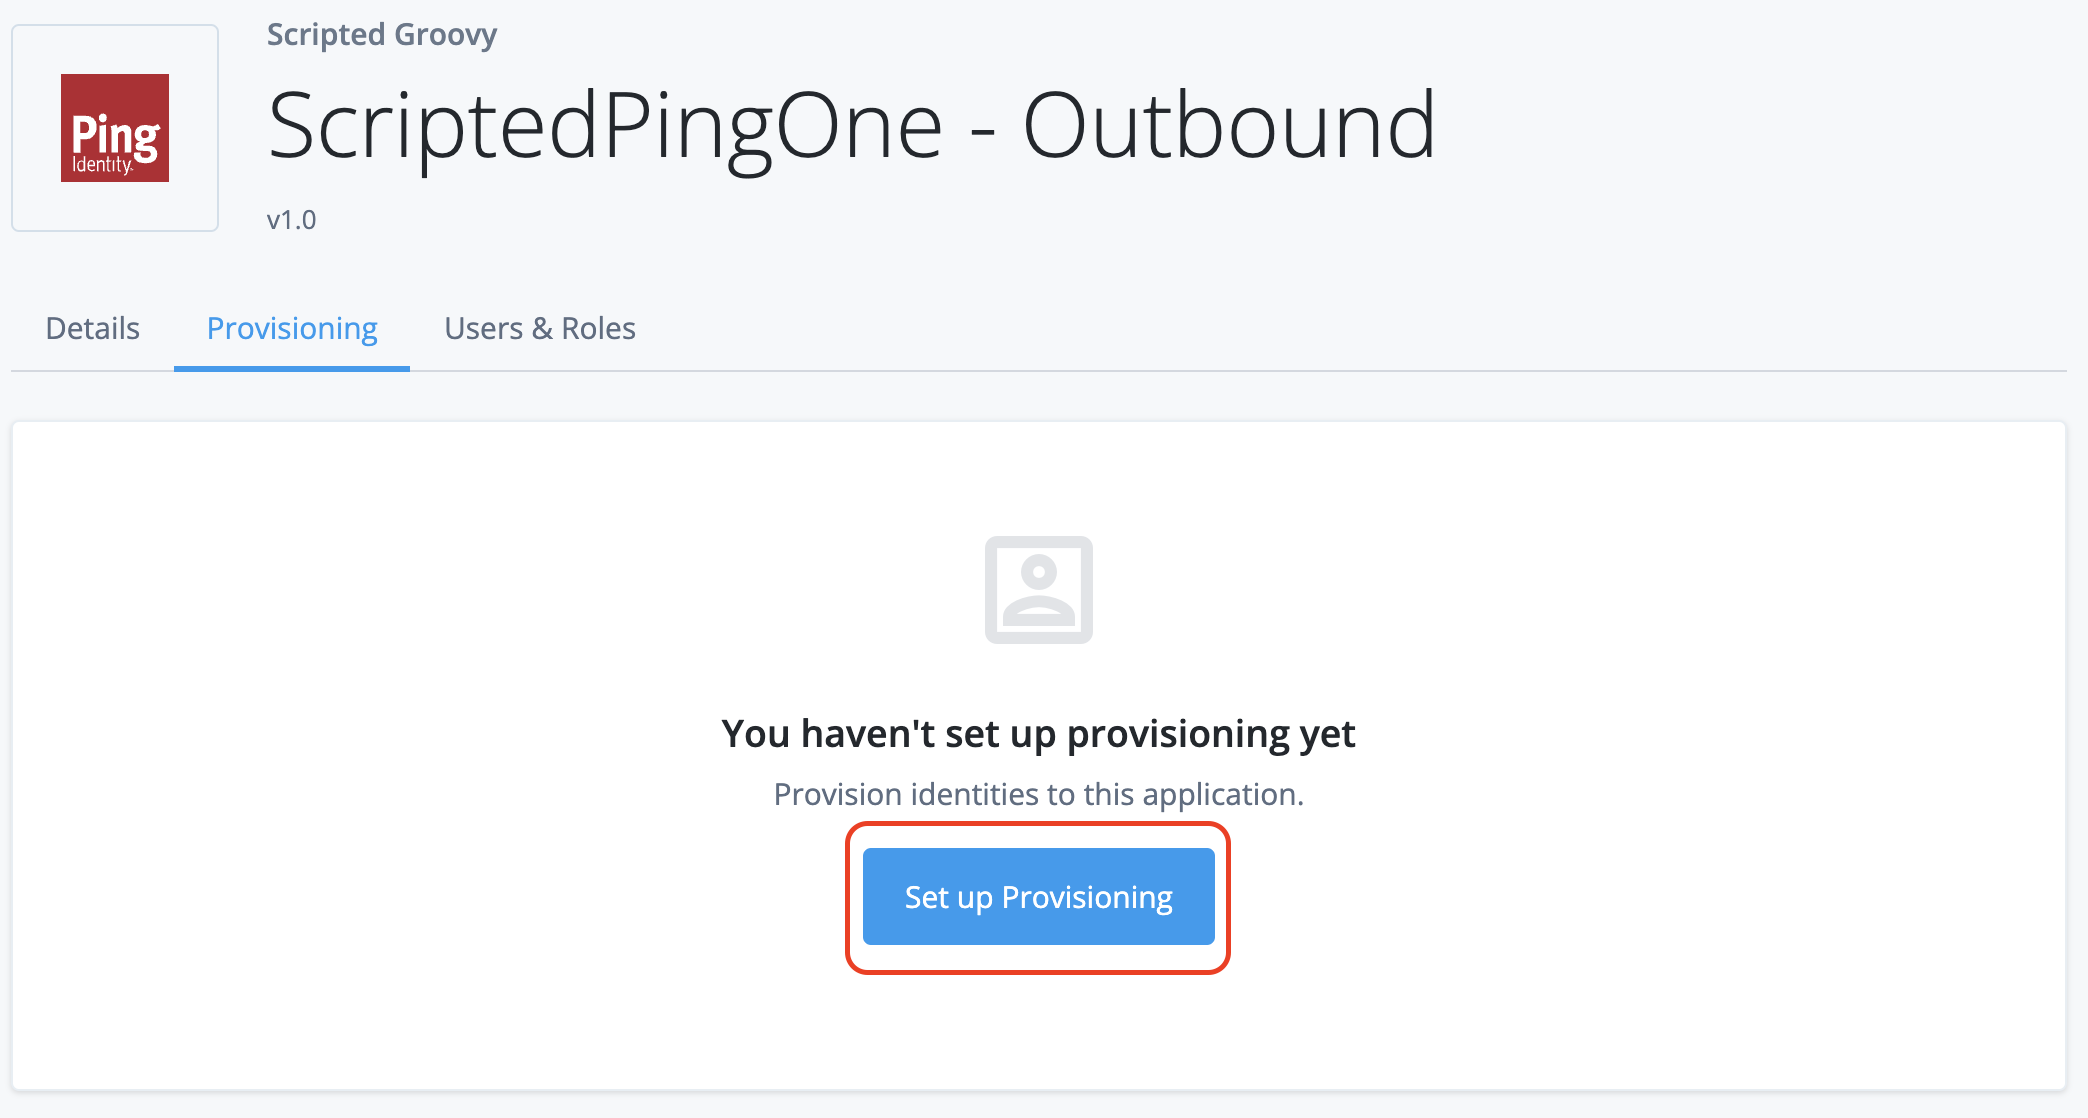 Scripted Groovy
Ping
Identity
ScriptedPingOne - Outbound
v1.0
Details Provisioning Users & Roles
You haven't set up provisioning yet
Provision identities to this application.
Set up Provisioning